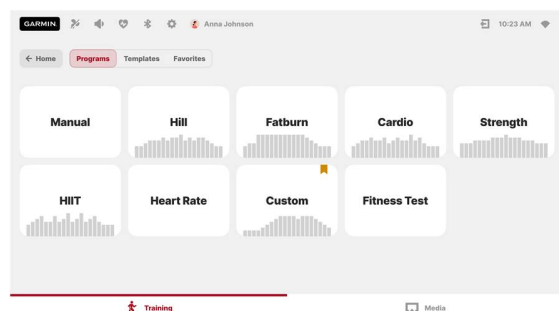 GARMIN Anna Johnson 10:23 AM
← Home Programs Templates Favorites
Manual Hill Fatburn Cardio Strength
HIIT Heart Rate Custom Fitness Test
Training Media